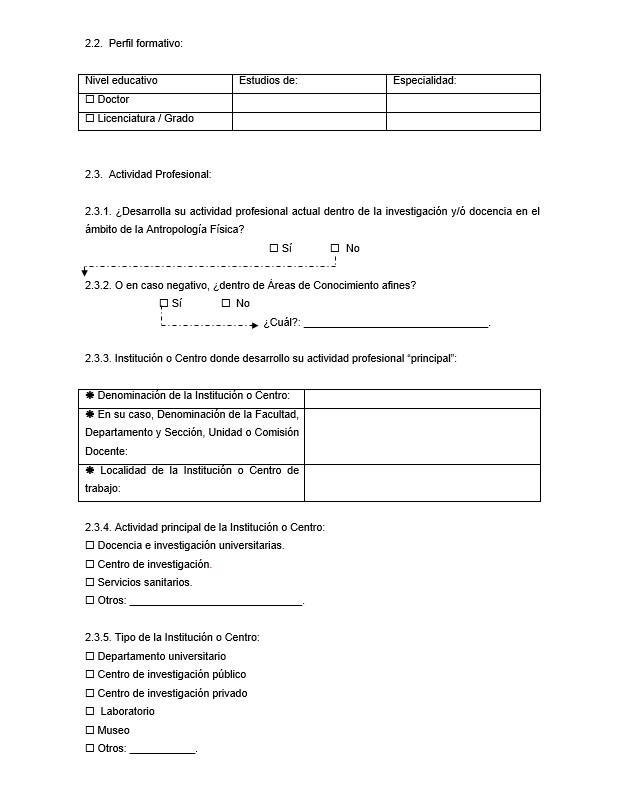 2.2. Perfil formativo:
Nivel educativo Estudios de: Especialidad:
☐ Doctor
☐ Licenciatura / Grado
2.3. Actividad Profesional:
2.3.1. ¿Desarrolla su actividad profesional actual dentro de la investigación y/ó docencia en el
ámbito de la Antropología Física?
☐ Sí ☐ No
2.3.2. O en caso negativo, ¿dentro de Áreas de Conocimiento afines?
☐ Sí ☐ No
¿Cuál?: _______________________________.
2.3.3. Institución o Centro donde desarrollo su actividad profesional “principal”:
✸ Denominación de la Institución o Centro:
✸ En su caso, Denominación de la Facultad,
Departamento y Sección, Unidad o Comisión
Docente:
✸ Localidad de la Institución o Centro de
trabajo:
2.3.4. Actividad principal de la Institución o Centro:
☐ Docencia e investigación universitarias.
☐ Centro de investigación.
☐ Servicios sanitarios.
☐ Otros: _____________________________.
2.3.5. Tipo de la Institución o Centro:
☐ Departamento universitario
☐ Centro de investigación público
☐ Centro de investigación privado
☐ Laboratorio
☐ Museo
☐ Otros: ___________.